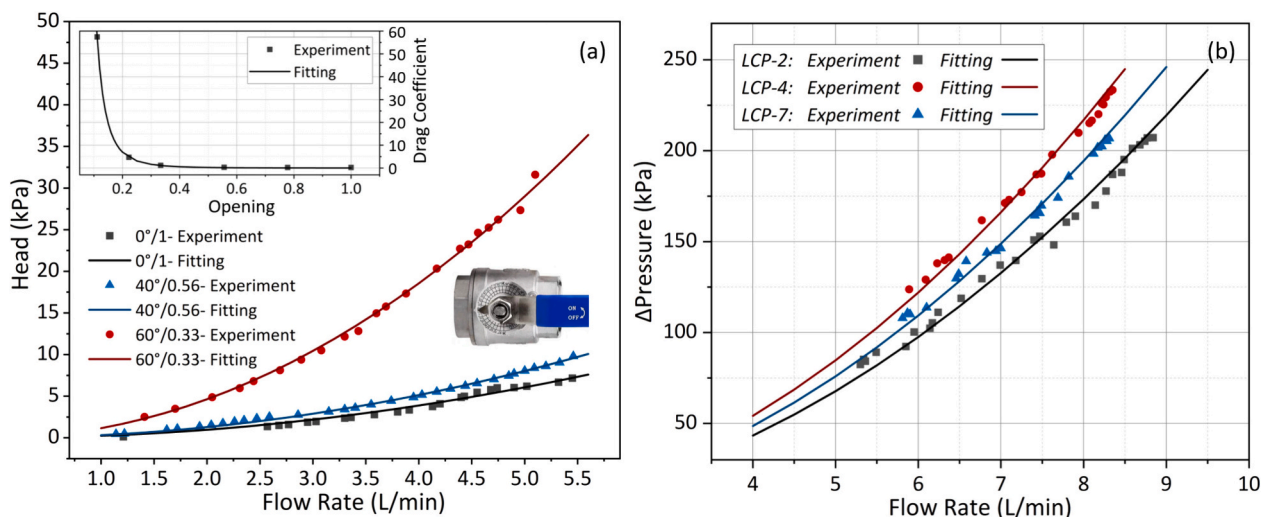 50
45
40
35
30
25
20
15
10
5
0
Head (kPa)
1.0 1.5 2.0 2.5 3.0 3.5 4.0 4.5 5.0 5.5
Flow Rate (L/min)
(a)
Experiment
Fitting
60
50
40
30
20
10
0
Drag Coefficient
0.2 0.4 0.6 0.8 1.0
Opening
0°/1- Experiment
0°/1- Fitting
40°/0.56- Experiment
40°/0.56- Fitting
60°/0.33- Experiment
60°/0.33- Fitting
ON
OFF
(b)
LCP-2: Experiment Fitting
LCP-4: Experiment Fitting
LCP-7: Experiment Fitting
250
200
150
100
50
ΔPressure (kPa)
4 5 6 7 8 9 10
Flow Rate (L/min)